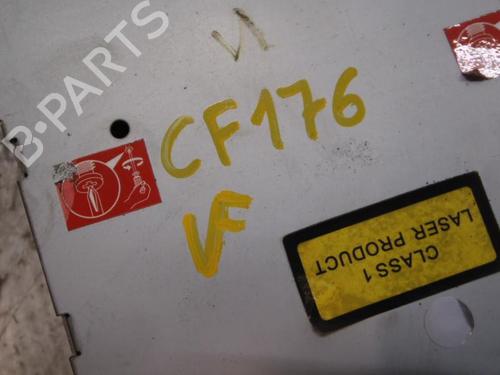 B-PARTS
CF176
VF
CLASS 1
LASER PRODUCT